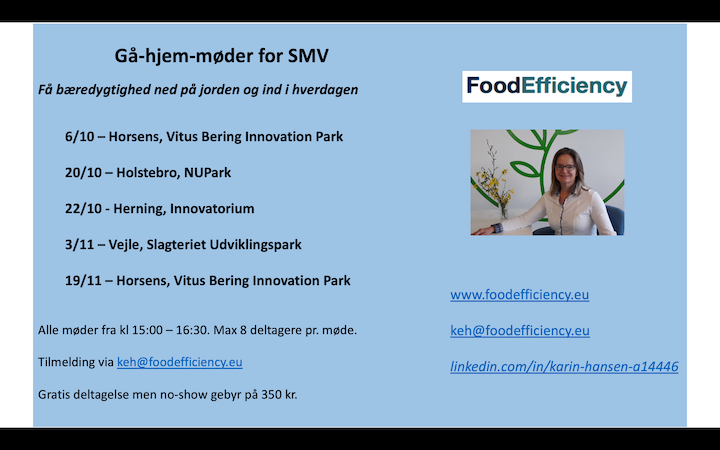 Gå-hjem-møder for SMV
Få bæredygtighed ned på jorden og ind i hverdagen
6/10 – Horsens, Vitus Bering Innovation Park
20/10 – Holstebro, NUPark
22/10 - Herning, Innovatorium
3/11 – Vejle, Slagteriet Udviklingspark
19/11 – Horsens, Vitus Bering Innovation Park
Alle møder fra kl 15:00 – 16:30. Max 8 deltagere pr. møde.
Tilmelding via keh@foodefficiency.eu
Gratis deltagelse men no-show gebyr på 350 kr.
FoodEfficiency
www.foodefficiency.eu
keh@foodefficiency.eu
linkedin.com/in/karin-hansen-a14446